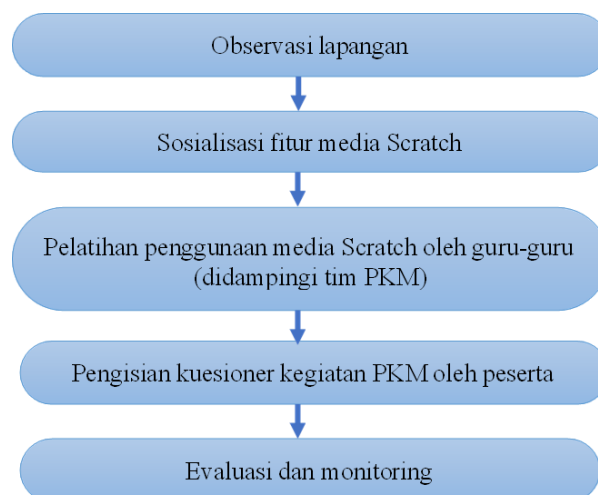 Observasi lapangan
Sosialisasi fitur media Scratch
Pelatihan penggunaan media Scratch oleh guru-guru
(didampingi tim PKM)
Pengisian kuesioner kegiatan PKM oleh peserta
Evaluasi dan monitoring